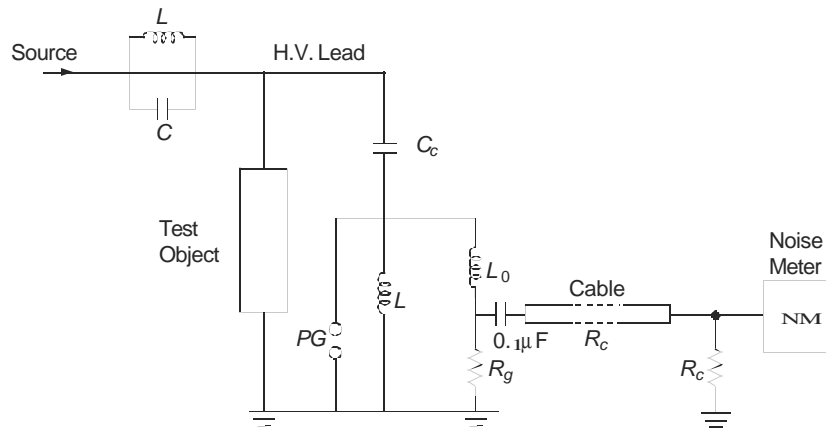 L
Source
H.V. Lead
C
C_c
Test
Object
L_0
L
PG
0.1μF
R_g
Cable
R_c
Noise
Meter
NM
R_c